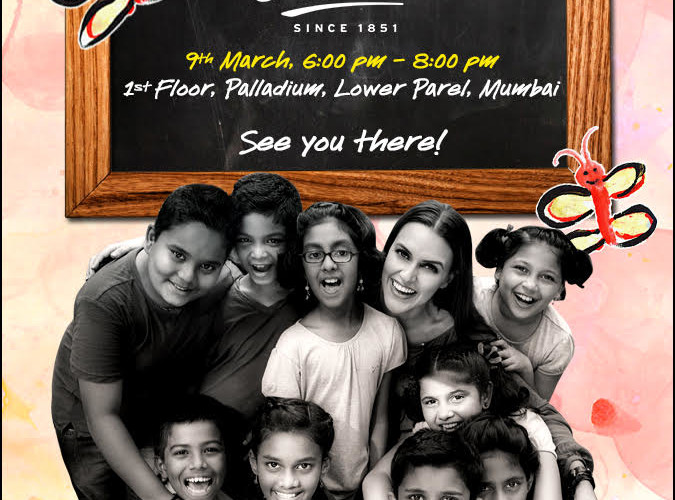 SINCE 1851
9th March, 6:00 pm – 8:00 pm
1st Floor, Palladium, Lower Parel, Mumbai
See you there!